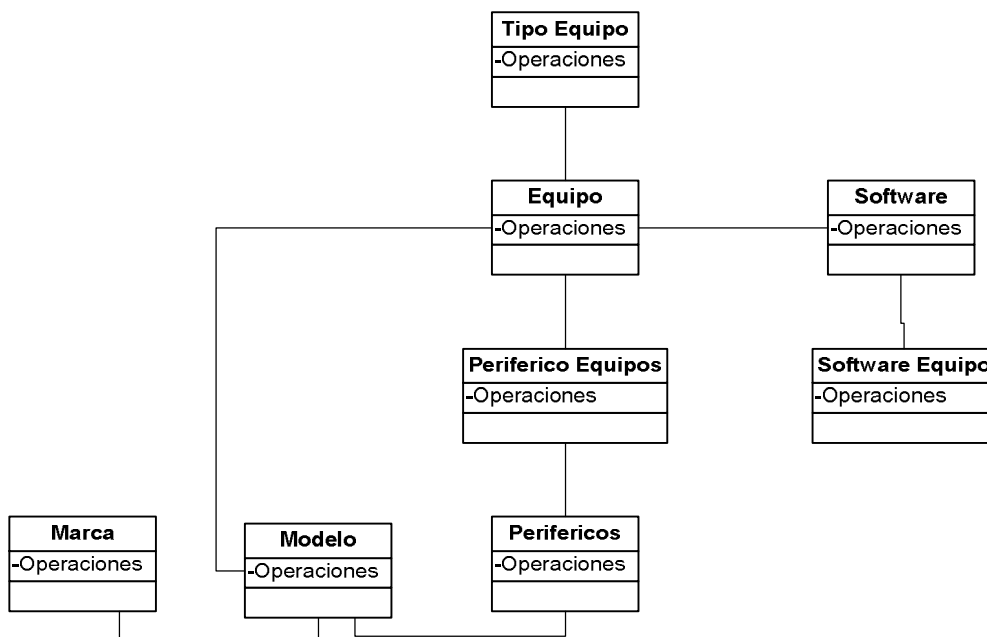 Tipo Equipo
-Operaciones
Equipo
-Operaciones
Software
-Operaciones
Periferico Equipos
-Operaciones
Software Equipo
-Operaciones
Marca
-Operaciones
Modelo
-Operaciones
Perifericos
-Operaciones